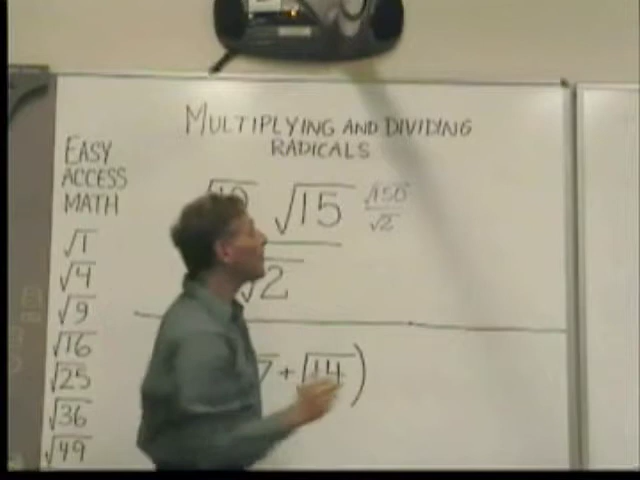 MULTIPLYING AND DIVIDING
RADICALS
EASY
ACCESS
MATH
√1
√4
√9
√16
√25
√36
√49
√10 √15
√2
√150
√2
7 + √14)